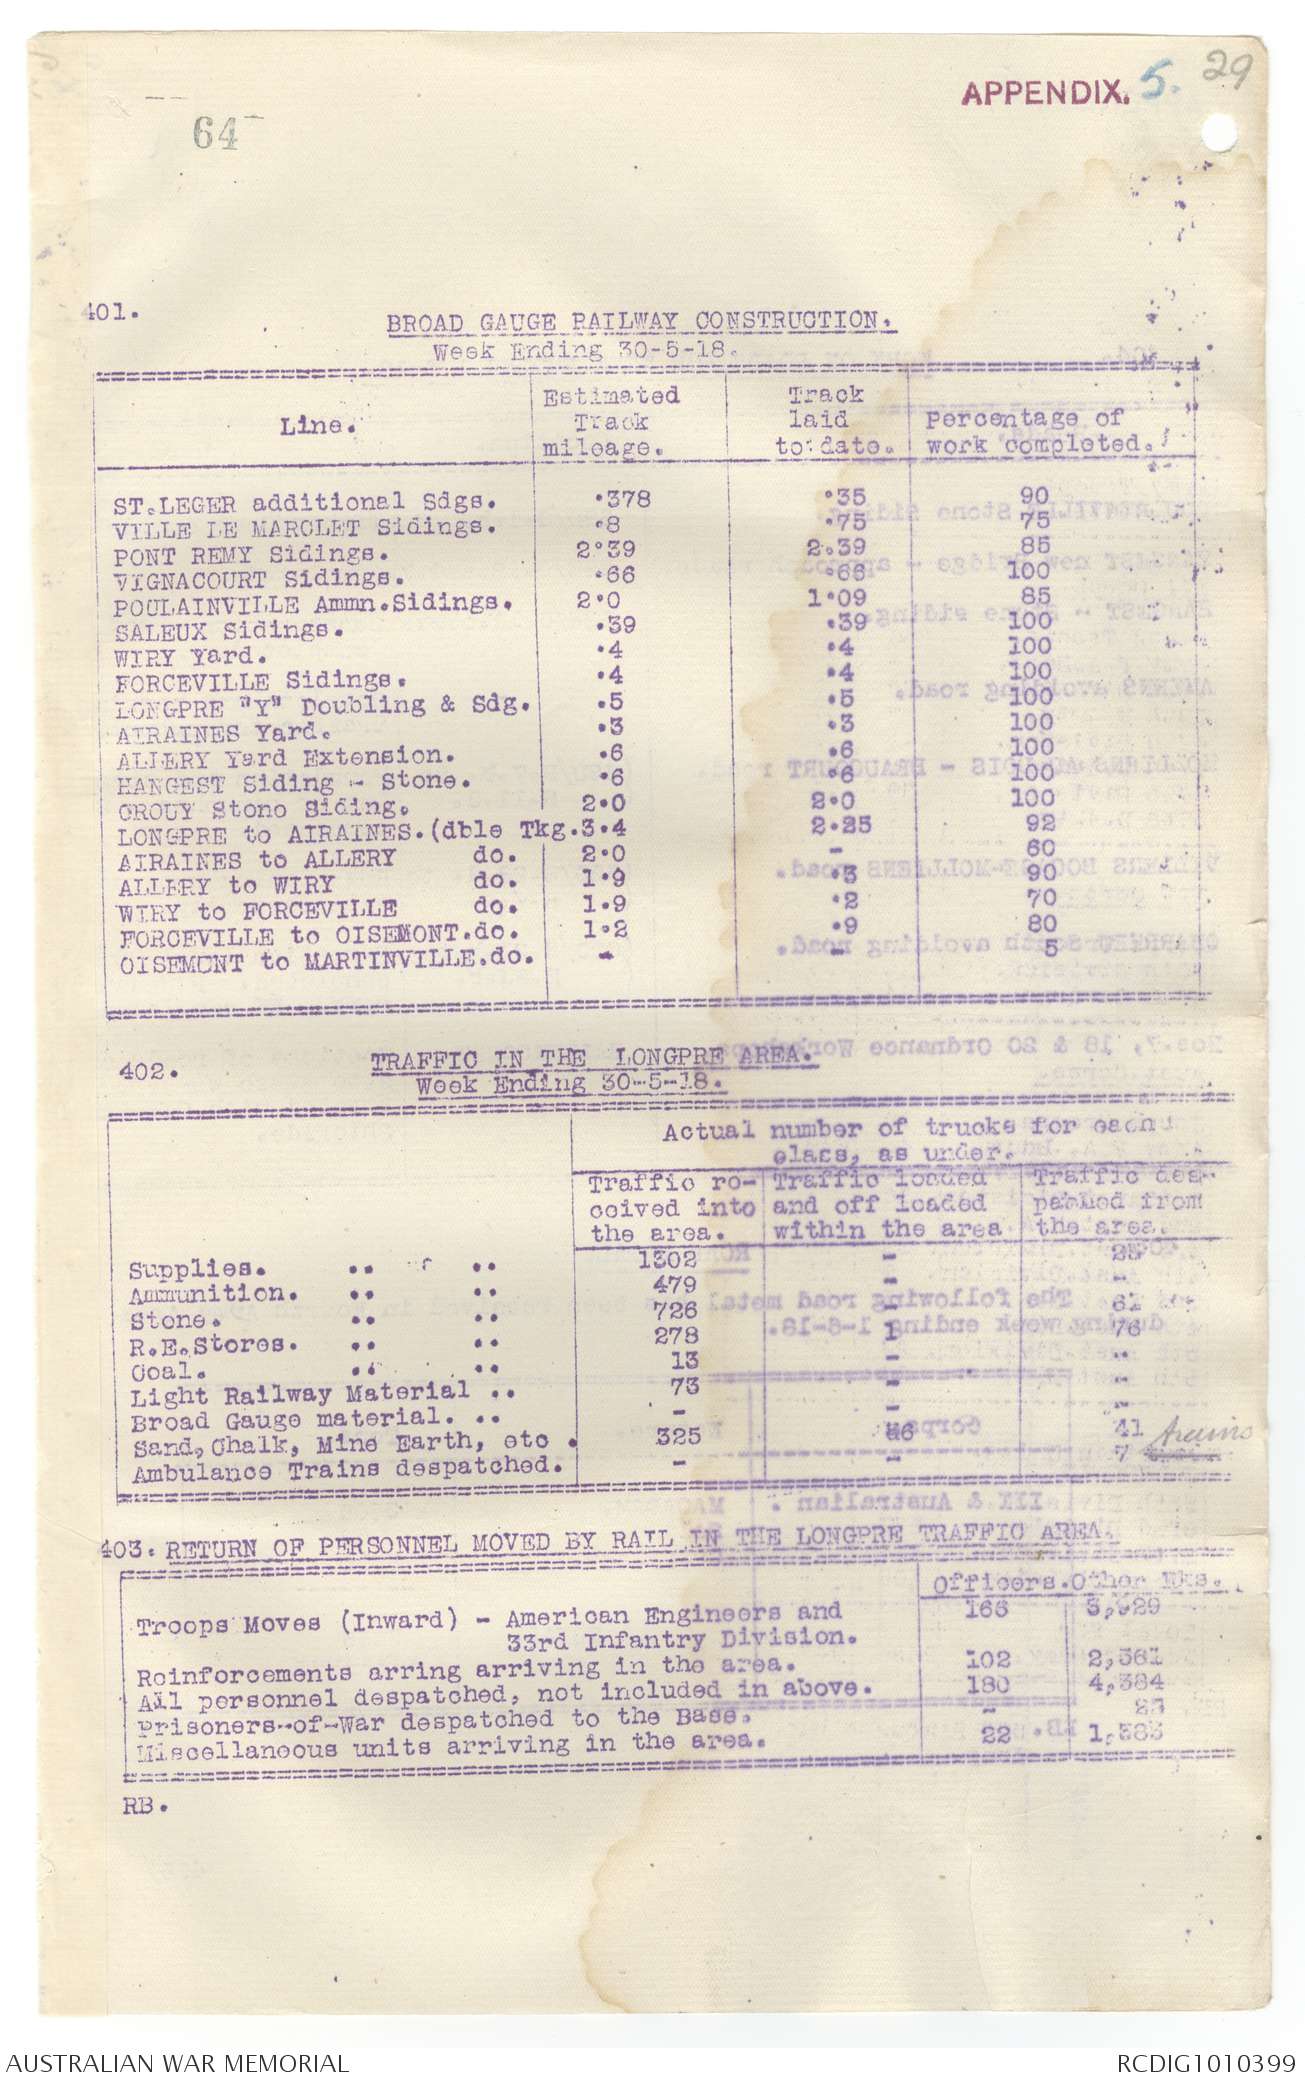 APPENDIX. 5. 29
64
401.
BROAD GAUGE RAILWAY CONSTRUCTION.
Week Ending 30-5-18.
Line. Estimated Track mileage. Track laid to date. Percentage of work completed.
ST.LEGER additional Sdgs. .378 .35 90
VILLE LE MARCLET Sidings. .8 .75 75
PONT REMY Sidings. 2.39 2.39 85
VIGNACOURT Sidings. .66 .66 100
POULAINVILLE Ammn.Sidings. 2.0 1.09 85
SALEUX Sidings. .39 .39 100
WIRY Yard. .4 .4 100
FORCEVILLE Sidings. .4 .4 100
LONGPRE "Y" Doubling & Sdg. .5 .5 100
AIRAINES Yard. .3 .3 100
ALLERY Yard Extension. .6 .6 100
HANGEST Siding - Stone. .6 .6 100
CROUY Stone Siding. 2.0 2.0 100
LONGPRE to AIRAINES.(dble Tkg. 3.4 2.25 92
AIRAINES to ALLERY do. 2.0 - 60
ALLERY to WIRY do. 1.9 .3 90
WIRY to FORCEVILLE do. 1.9 .2 70
FORCEVILLE to OISEMONT.do. 1.2 .9 80
OISEMONT to MARTINVILLE.do. - - 5
402.
TRAFFIC IN THE LONGPRE AREA.
Week Ending 30-5-18.
Actual number of trucks for each
class, as under.
Traffic re- Traffic loaded Traffic des-
ceived into and off loaded patched from
the area. within the area the area.
Supplies. .. .. 1302 - 25
Ammunition. .. .. 479 - -
Stone. .. .. 726 - 61
R.E.Stores. .. .. 278 1 76
Coal. .. .. 13 - -
Light Railway Material .. 73 - -
Broad Gauge material. .. - - -
Sand, Chalk, Mine Earth, etc . 325 46 41
Ambulance Trains despatched. - - 7
403. RETURN OF PERSONNEL MOVED BY RAIL IN THE LONGPRE TRAFFIC AREA.
Officers. Other Rks.
Troops Moves (Inward) - American Engineers and 166 3,929
33rd Infantry Division.
Reinforcements arring arriving in the area. 102 2,361
All personnel despatched, not included in above. 180 4,384
Prisoners-of-War despatched to the Base. - 23
Miscellaneous units arriving in the area. 22 1,383
RB.
AUSTRALIAN WAR MEMORIAL RCDIG1010399